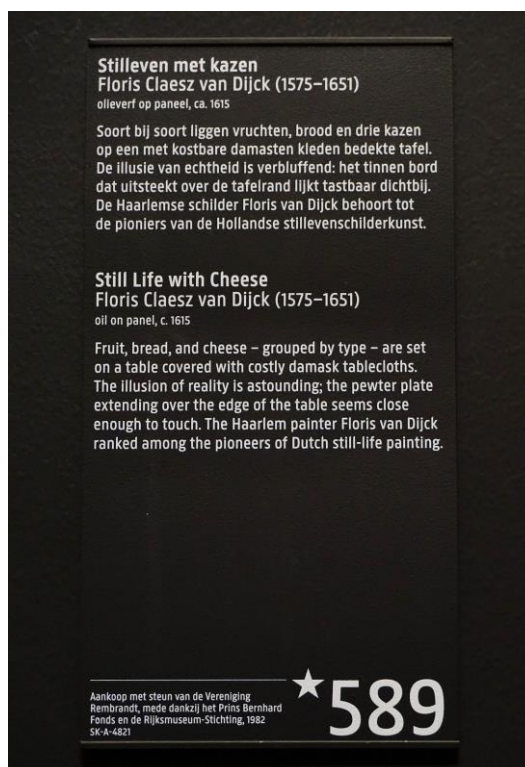 Stilleven met kazen
Floris Claesz van Dijck (1575–1651)
olieverf op paneel, ca. 1615
Soort bij soort liggen vruchten, brood en drie kazen
op een met kostbare damasten kleden bedekte tafel.
De illusie van echtheid is verbluffend: het tinnen bord
dat uitsteekt over de tafelrand lijkt tastbaar dichtbij.
De Haarlemse schilder Floris van Dijck behoort tot
de pioniers van de Hollandse stillevenschilderkunst.
Still Life with Cheese
Floris Claesz van Dijck (1575–1651)
oil on panel, c. 1615
Fruit, bread, and cheese – grouped by type – are set
on a table covered with costly damask tablecloths.
The illusion of reality is astounding; the pewter plate
extending over the edge of the table seems close
enough to touch. The Haarlem painter Floris van Dijck
ranked among the pioneers of Dutch still-life painting.
Aankoop met steun van de Vereniging
Rembrandt, mede dankzij het Prins Bernhard
Fonds en de Rijksmuseum-Stichting, 1982
SK-A-4821
★589